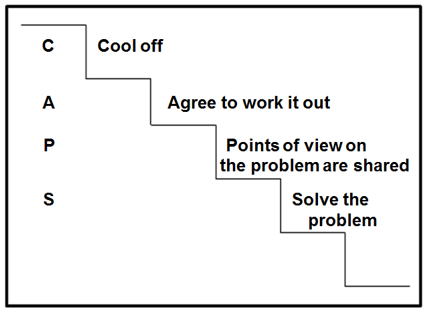 C Cool off
A Agree to work it out
P Points of view on
the problem are shared
S Solve the
problem